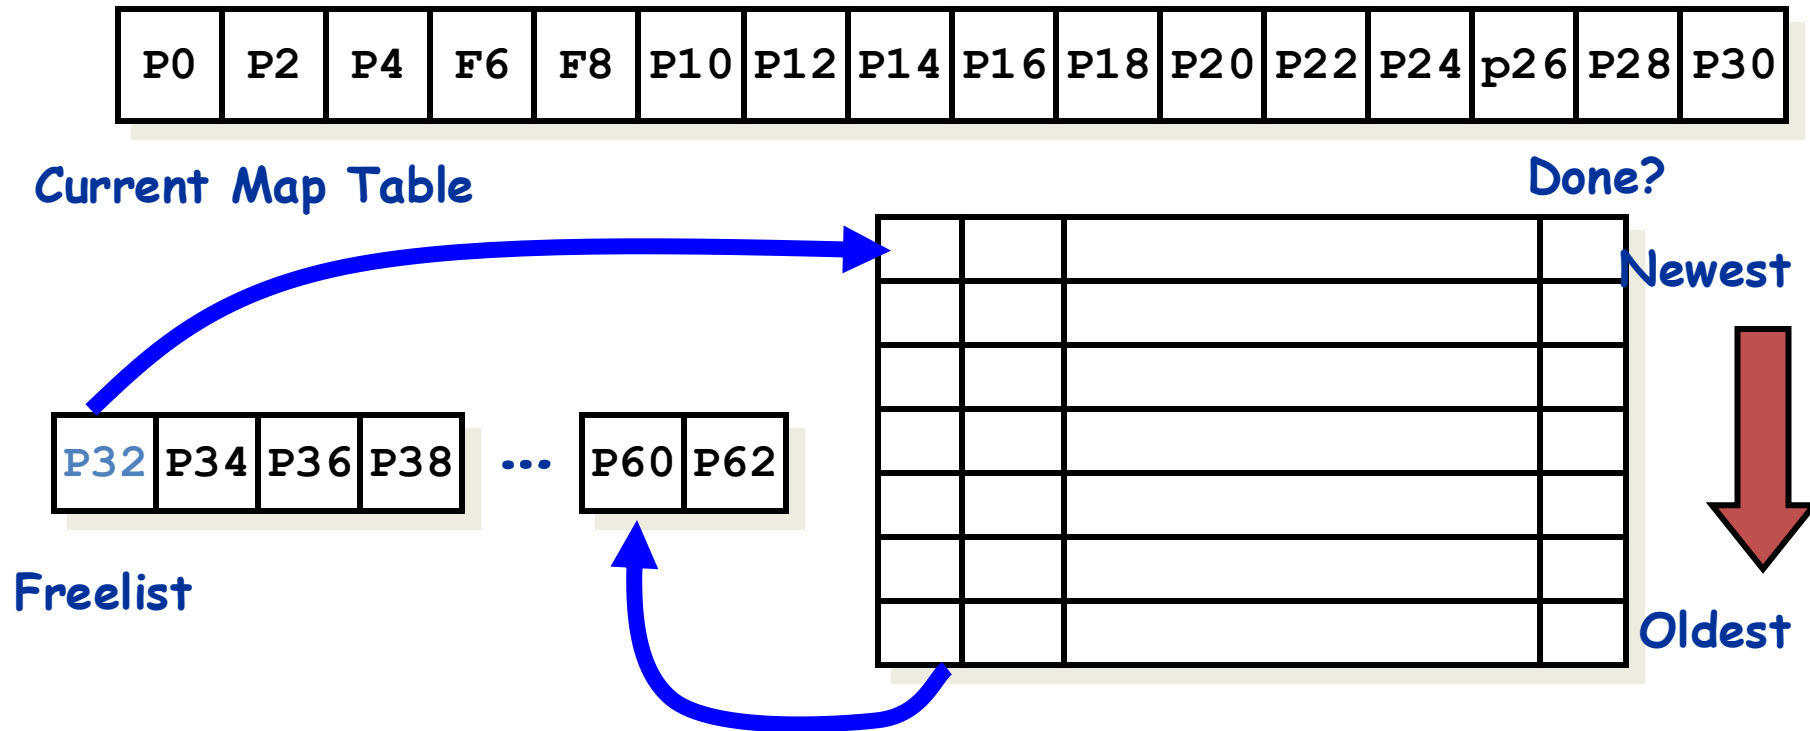 P0 P2 P4 F6 F8 P10 P12 P14 P16 P18 P20 P22 P24 p26 P28 P30
Current Map Table
Done?
Newest
P32 P34 P36 P38 ... P60 P62
Freelist
Oldest